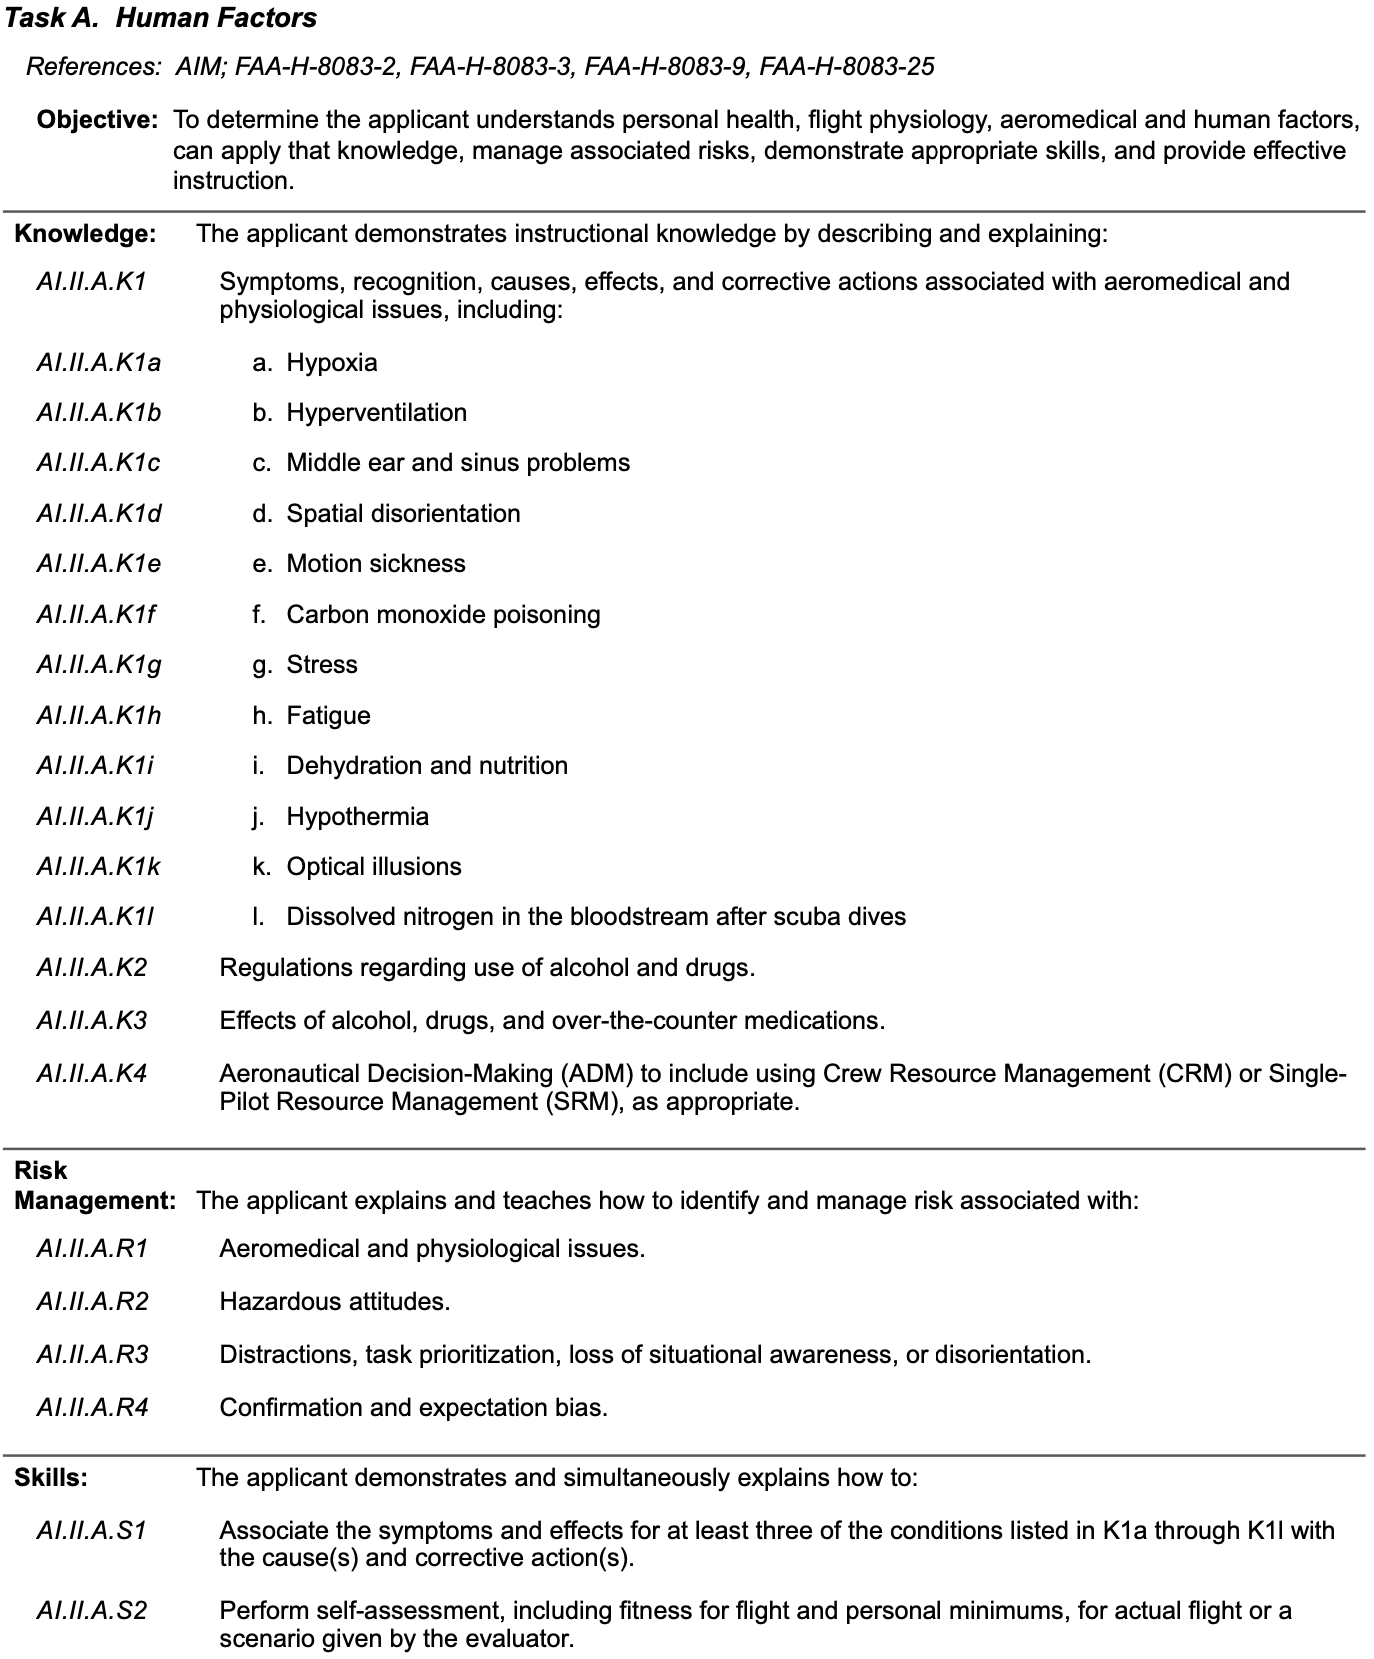 Task A. Human Factors
References: AIM; FAA-H-8083-2, FAA-H-8083-3, FAA-H-8083-9, FAA-H-8083-25
Objective: To determine the applicant understands personal health, flight physiology, aeromedical and human factors,
can apply that knowledge, manage associated risks, demonstrate appropriate skills, and provide effective
instruction.
Knowledge: The applicant demonstrates instructional knowledge by describing and explaining:
AI.II.A.K1 Symptoms, recognition, causes, effects, and corrective actions associated with aeromedical and
physiological issues, including:
AI.II.A.K1a a. Hypoxia
AI.II.A.K1b b. Hyperventilation
AI.II.A.K1c c. Middle ear and sinus problems
AI.II.A.K1d d. Spatial disorientation
AI.II.A.K1e e. Motion sickness
AI.II.A.K1f f. Carbon monoxide poisoning
AI.II.A.K1g g. Stress
AI.II.A.K1h h. Fatigue
AI.II.A.K1i i. Dehydration and nutrition
AI.II.A.K1j j. Hypothermia
AI.II.A.K1k k. Optical illusions
AI.II.A.K1l l. Dissolved nitrogen in the bloodstream after scuba dives
AI.II.A.K2 Regulations regarding use of alcohol and drugs.
AI.II.A.K3 Effects of alcohol, drugs, and over-the-counter medications.
AI.II.A.K4 Aeronautical Decision-Making (ADM) to include using Crew Resource Management (CRM) or Single-
Pilot Resource Management (SRM), as appropriate.
Risk
Management: The applicant explains and teaches how to identify and manage risk associated with:
AI.II.A.R1 Aeromedical and physiological issues.
AI.II.A.R2 Hazardous attitudes.
AI.II.A.R3 Distractions, task prioritization, loss of situational awareness, or disorientation.
AI.II.A.R4 Confirmation and expectation bias.
Skills: The applicant demonstrates and simultaneously explains how to:
AI.II.A.S1 Associate the symptoms and effects for at least three of the conditions listed in K1a through K1l with
the cause(s) and corrective action(s).
AI.II.A.S2 Perform self-assessment, including fitness for flight and personal minimums, for actual flight or a
scenario given by the evaluator.